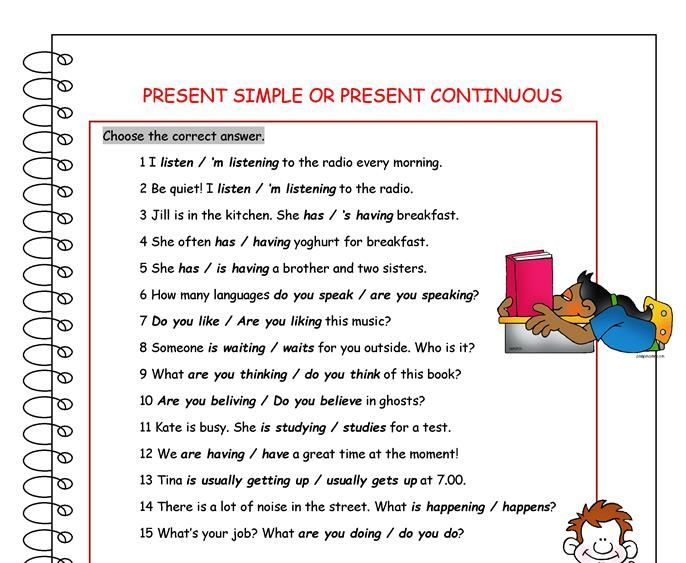 PRESENT SIMPLE OR PRESENT CONTINUOUS
Choose the correct answer.
1 I listen / ‘m listening to the radio every morning.
2 Be quiet! I listen / ‘m listening to the radio.
3 Jill is in the kitchen. She has / ‘s having breakfast.
4 She often has / having yoghurt for breakfast.
5 She has / is having a brother and two sisters.
6 How many languages do you speak / are you speaking?
7 Do you like / Are you liking this music?
8 Someone is waiting / waits for you outside. Who is it?
9 What are you thinking / do you think of this book?
10 Are you beliving / Do you believe in ghosts?
11 Kate is busy. She is studying / studies for a test.
12 We are having / have a great time at the moment!
13 Tina is usually getting up / usually gets up at 7.00.
14 There is a lot of noise in the street. What is happening / happens?
15 What’s your job? What are you doing / do you do?